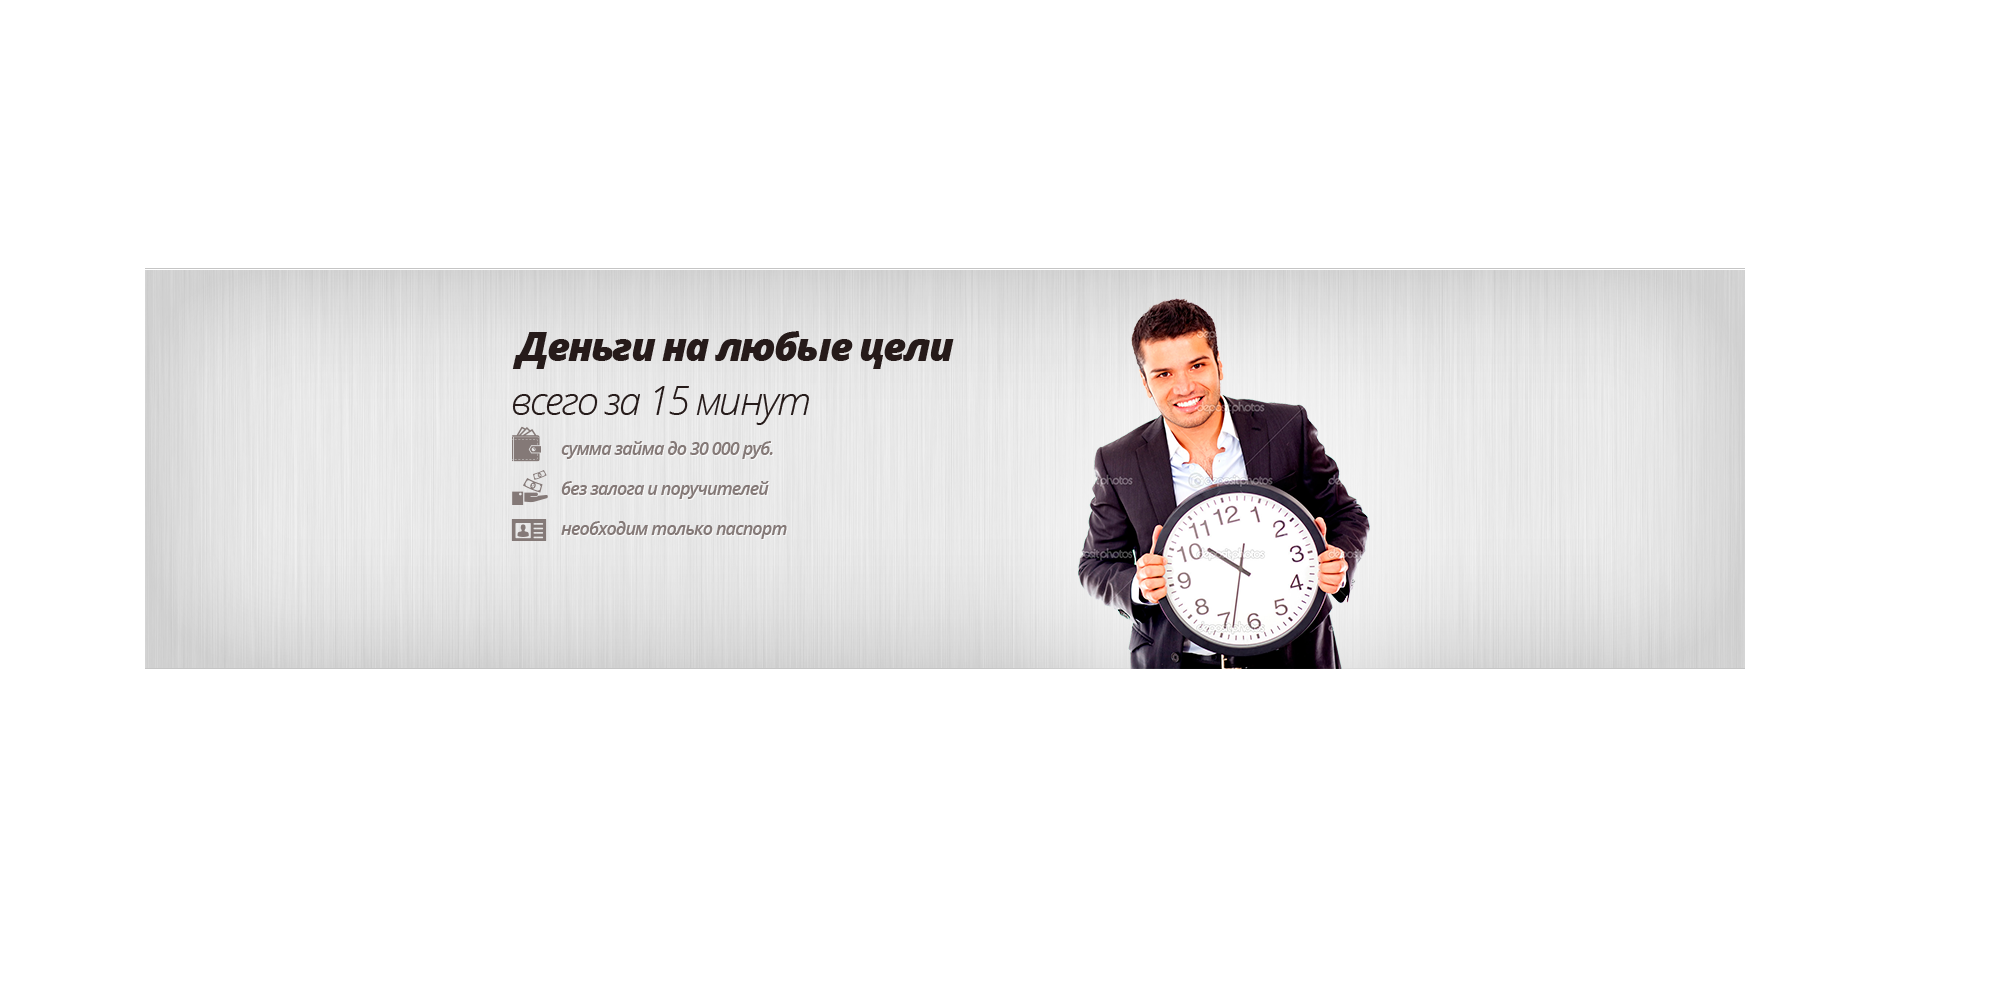 Деньги на любые цели
всего за 15 минут
сумма займа до 30 000 руб.
без залога и поручителей
необходим только паспорт
depositphotos
12
1
2
3
4
5
6
7
8
9
10
11